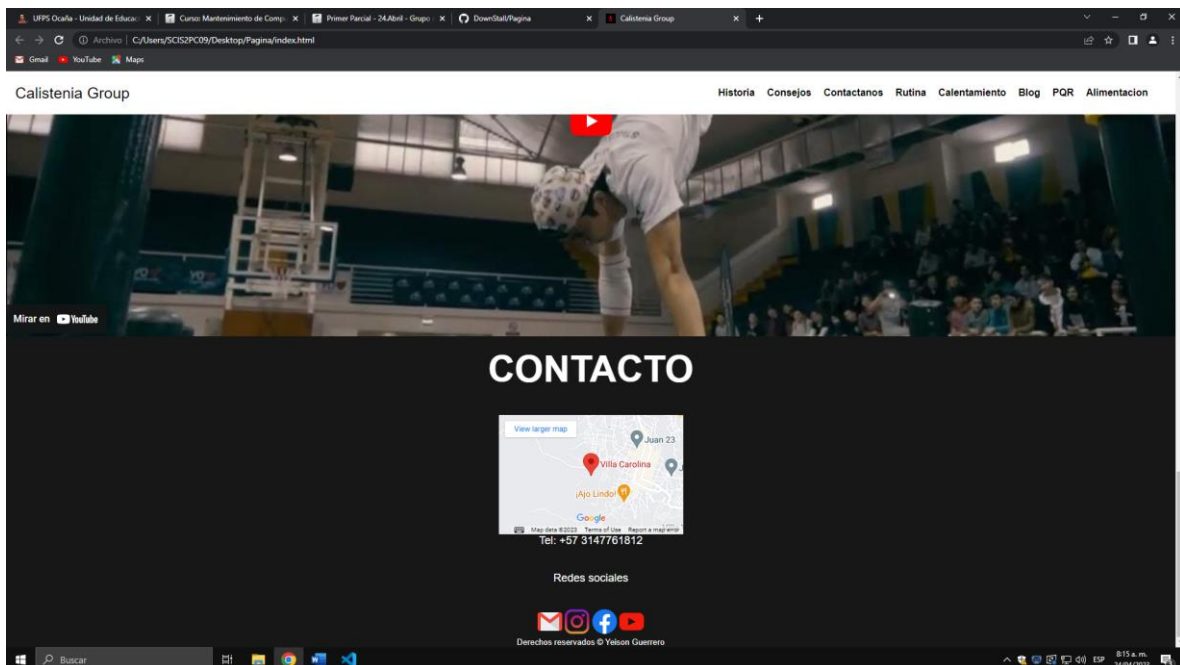 UFPS Ocaña - Unidad de Educac
Curso: Mantenimiento de Comp
Primer Parcial - 24.Abril - Grupo
DownStall/Pagina
Calistenia Group
Archivo
C:/Users/SCIS2PC09/Desktop/Pagina/index.html
Gmail
YouTube
Maps
Calistenia Group
Historia Consejos Contactanos Rutina Calentamiento Blog PQR Alimentacion
Mirar en YouTube
CONTACTO
View larger map
Juan 23
Villa Carolina
¡Ajo Lindo!
Google
Map data ©2023 Terms of Use Report a map error
Tel: +57 3147761812
Redes sociales
Derechos reservados © Yeison Guerrero
Buscar
ESP
8:15 a. m.
24/04/2023